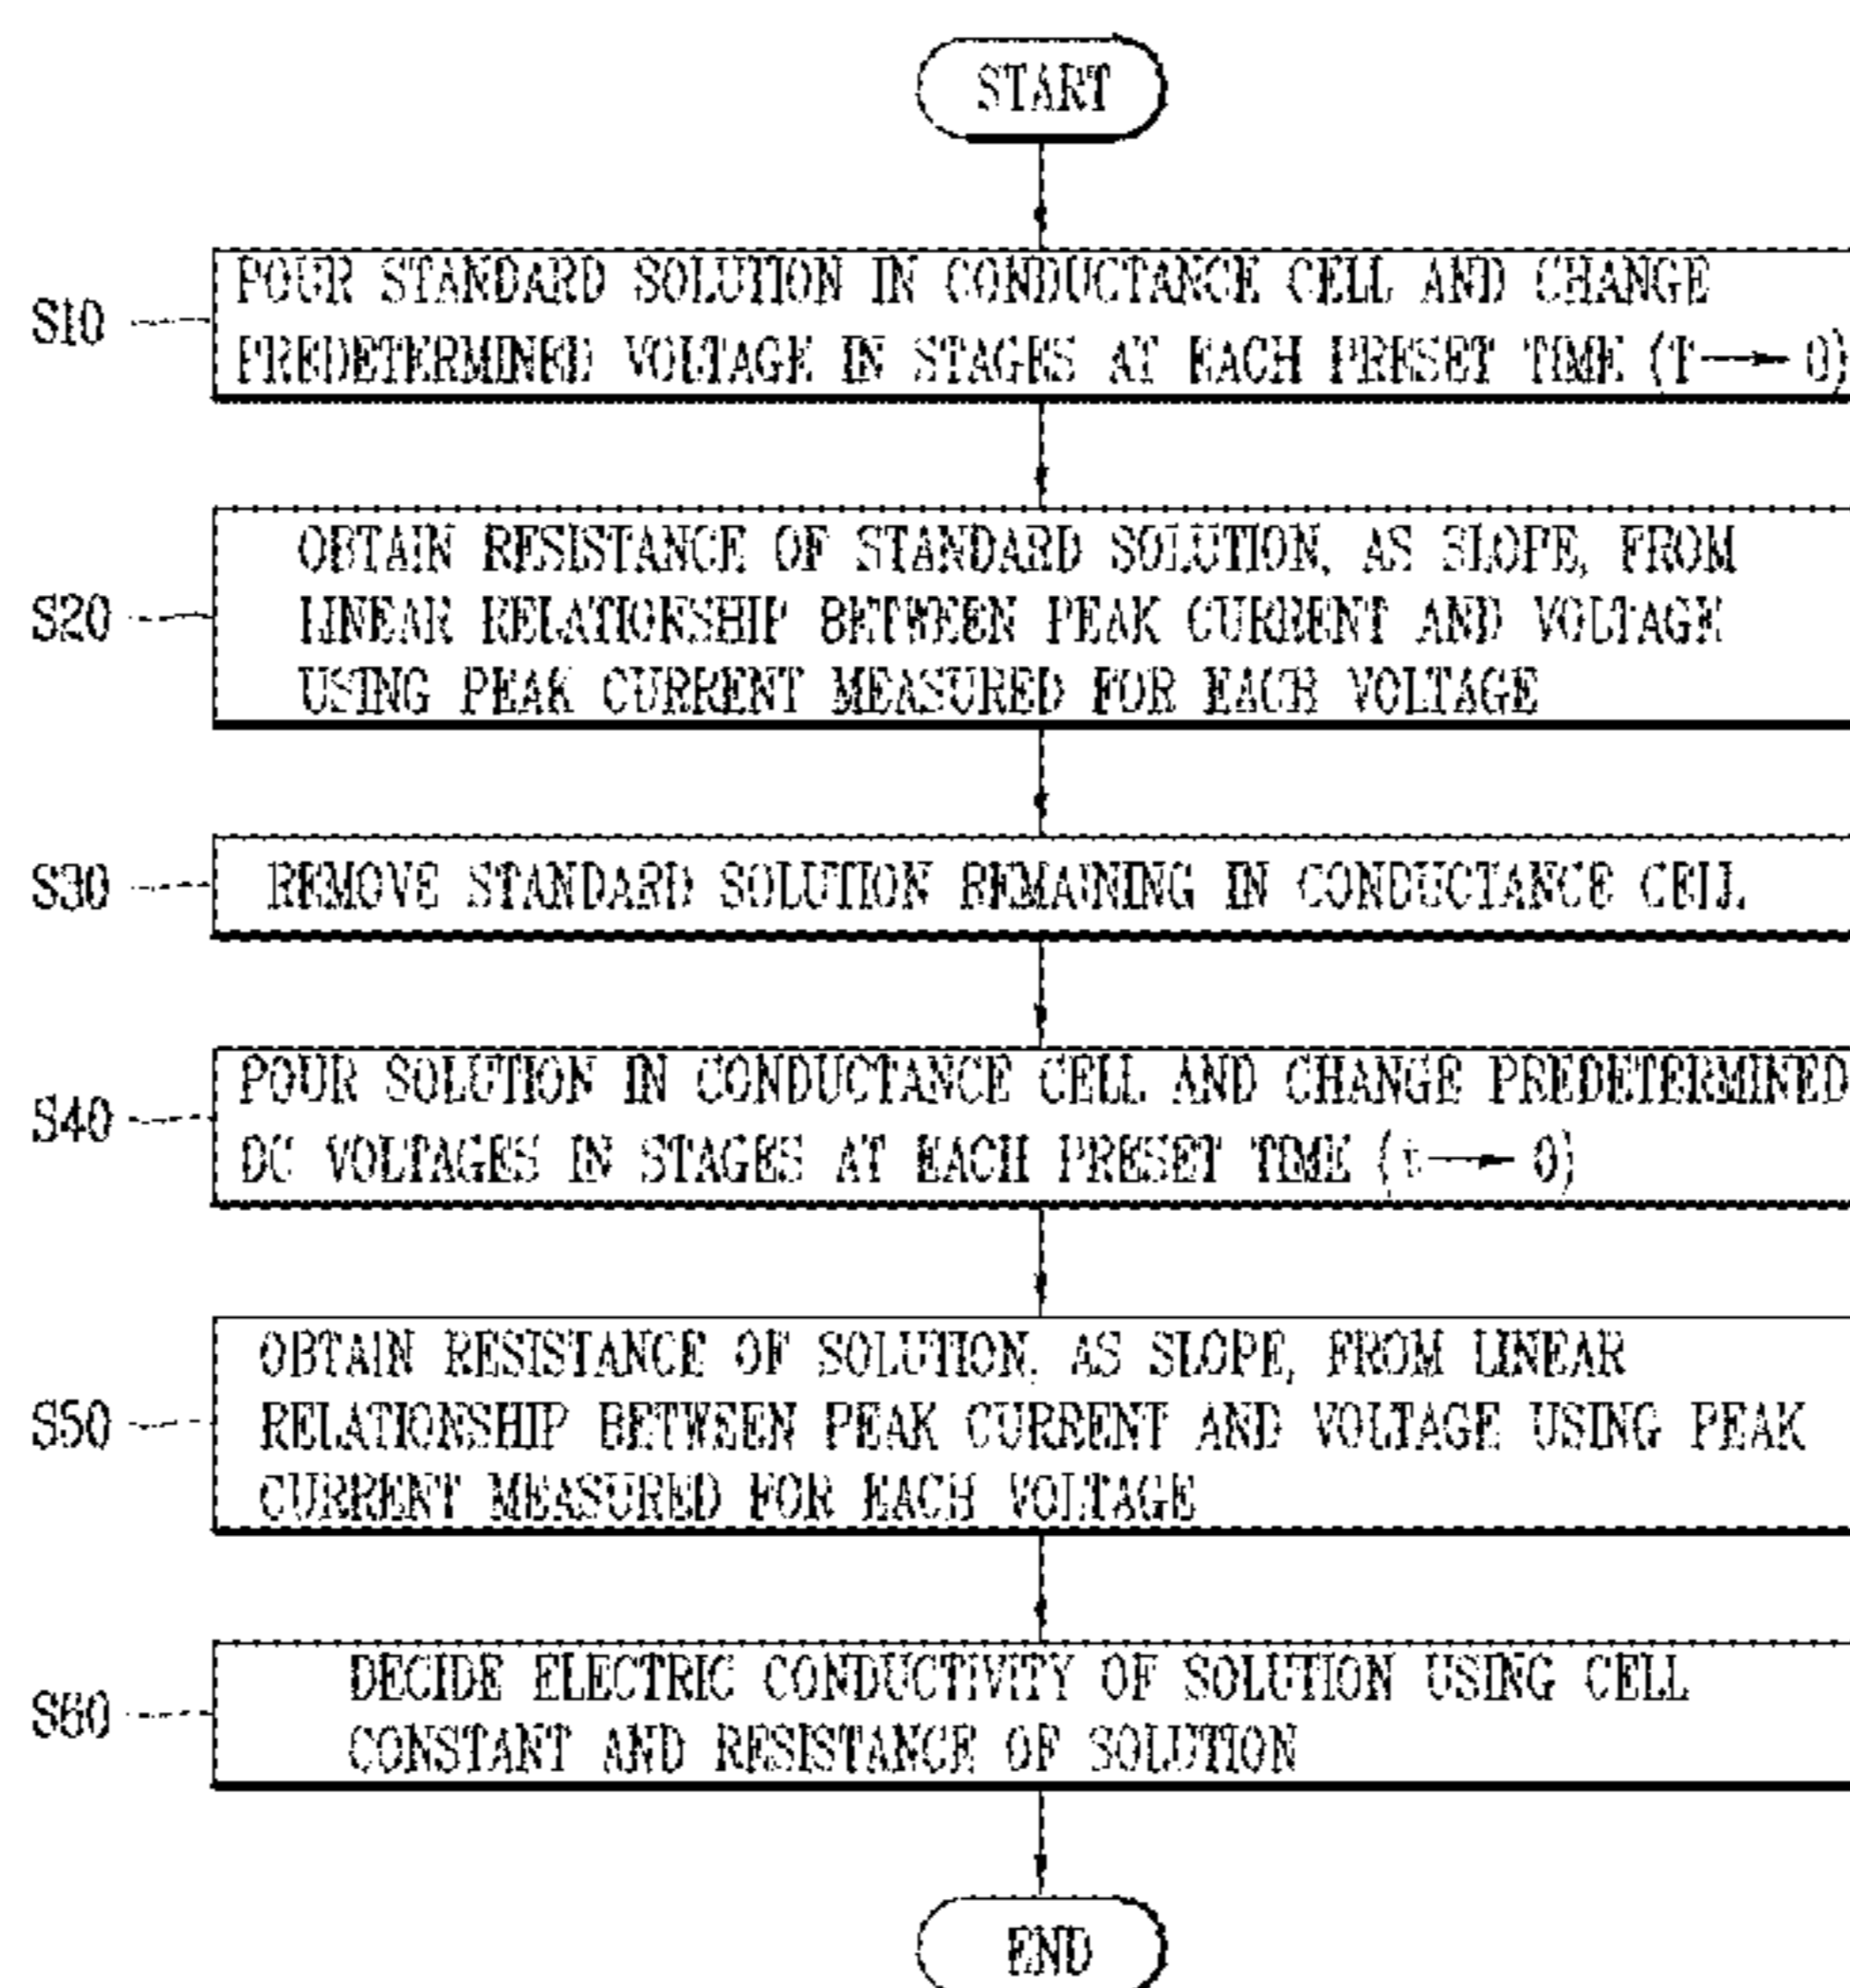 START
S10
POUR STANDARD SOLUTION IN CONDUCTANCE CELL AND CHANGE
PREDETERMINED VOLTAGE IN STAGES AT EACH PRESET TIME (T → 0)
S20
OBTAIN RESISTANCE OF STANDARD SOLUTION, AS SLOPE, FROM
LINEAR RELATIONSHIP BETWEEN PEAK CURRENT AND VOLTAGE
USING PEAK CURRENT MEASURED FOR EACH VOLTAGE
S30
REMOVE STANDARD SOLUTION REMAINING IN CONDUCTANCE CELL
S40
POUR SOLUTION IN CONDUCTANCE CELL AND CHANGE PREDETERMINED
DC VOLTAGES IN STAGES AT EACH PRESET TIME (t → 0)
S50
OBTAIN RESISTANCE OF SOLUTION, AS SLOPE, FROM LINEAR
RELATIONSHIP BETWEEN PEAK CURRENT AND VOLTAGE USING PEAK
CURRENT MEASURED FOR EACH VOLTAGE
S60
DECIDE ELECTRIC CONDUCTIVITY OF SOLUTION USING CELL
CONSTANT AND RESISTANCE OF SOLUTION
END